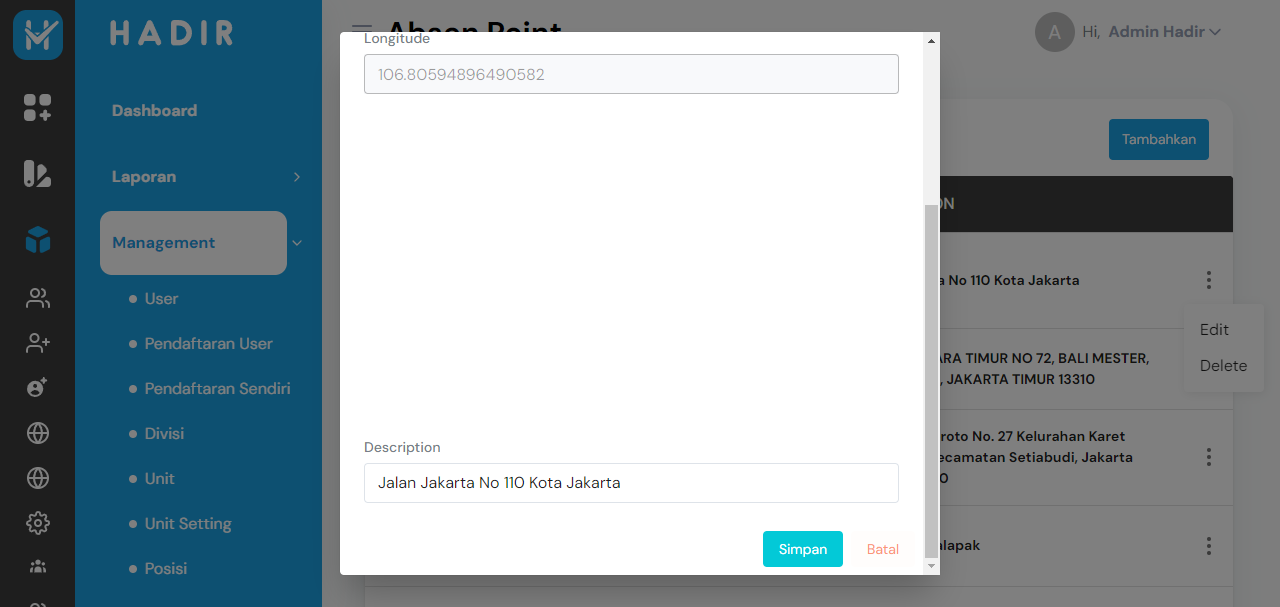 HADIR
Dashboard
Laporan
Management
User
Pendaftaran User
Pendaftaran Sendiri
Divisi
Unit
Unit Setting
Posisi
Absen Point
A
Hi, Admin Hadir
Tambahkan
Longitude
106.80594896490582
Description
Jalan Jakarta No 110 Kota Jakarta
Simpan
Batal
ON
a No 110 Kota Jakarta
Edit
Delete
ARA TIMUR NO 72, BALI MESTER,
, JAKARTA TIMUR 13310
roto No. 27 Kelurahan Karet
ecamatan Setiabudi, Jakarta
0
alapak